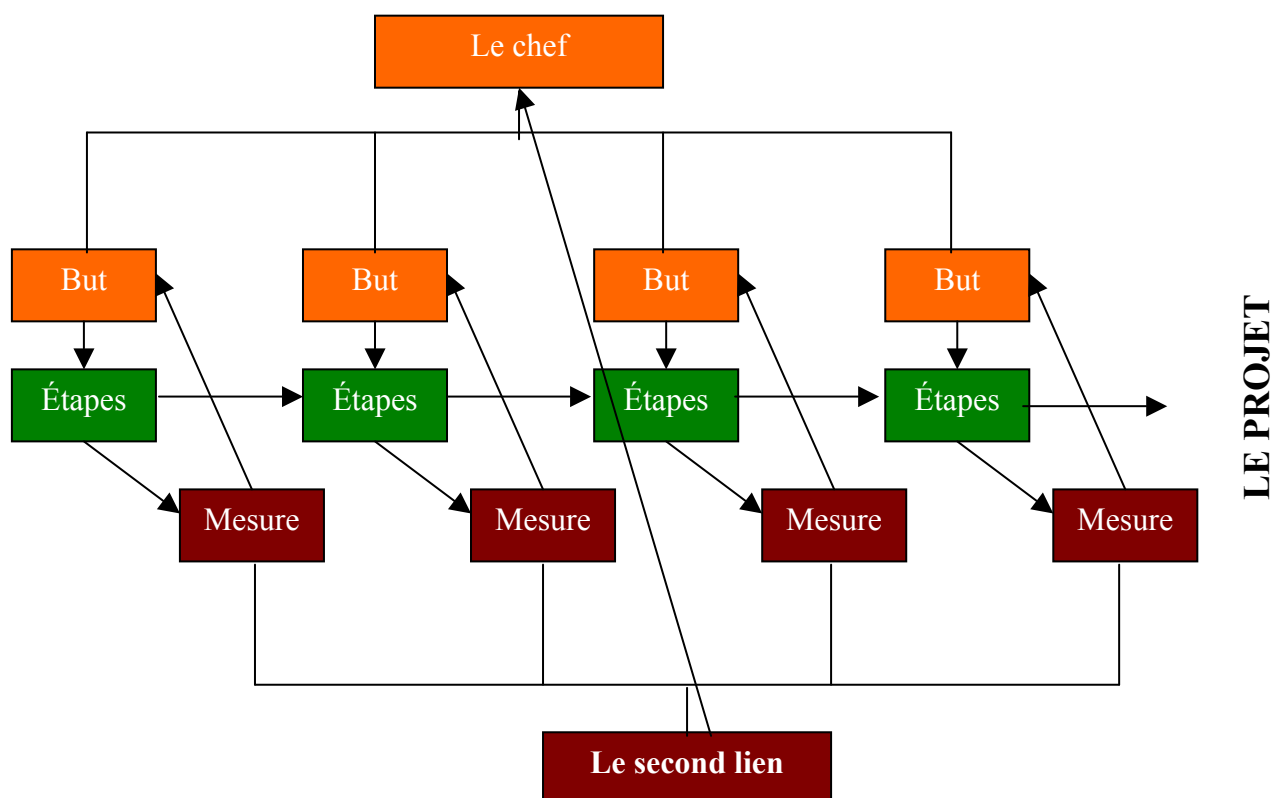 Le chef
But
But
But
But
Étapes
Étapes
Étapes
Étapes
Mesure
Mesure
Mesure
Mesure
Le second lien
LE PROJET